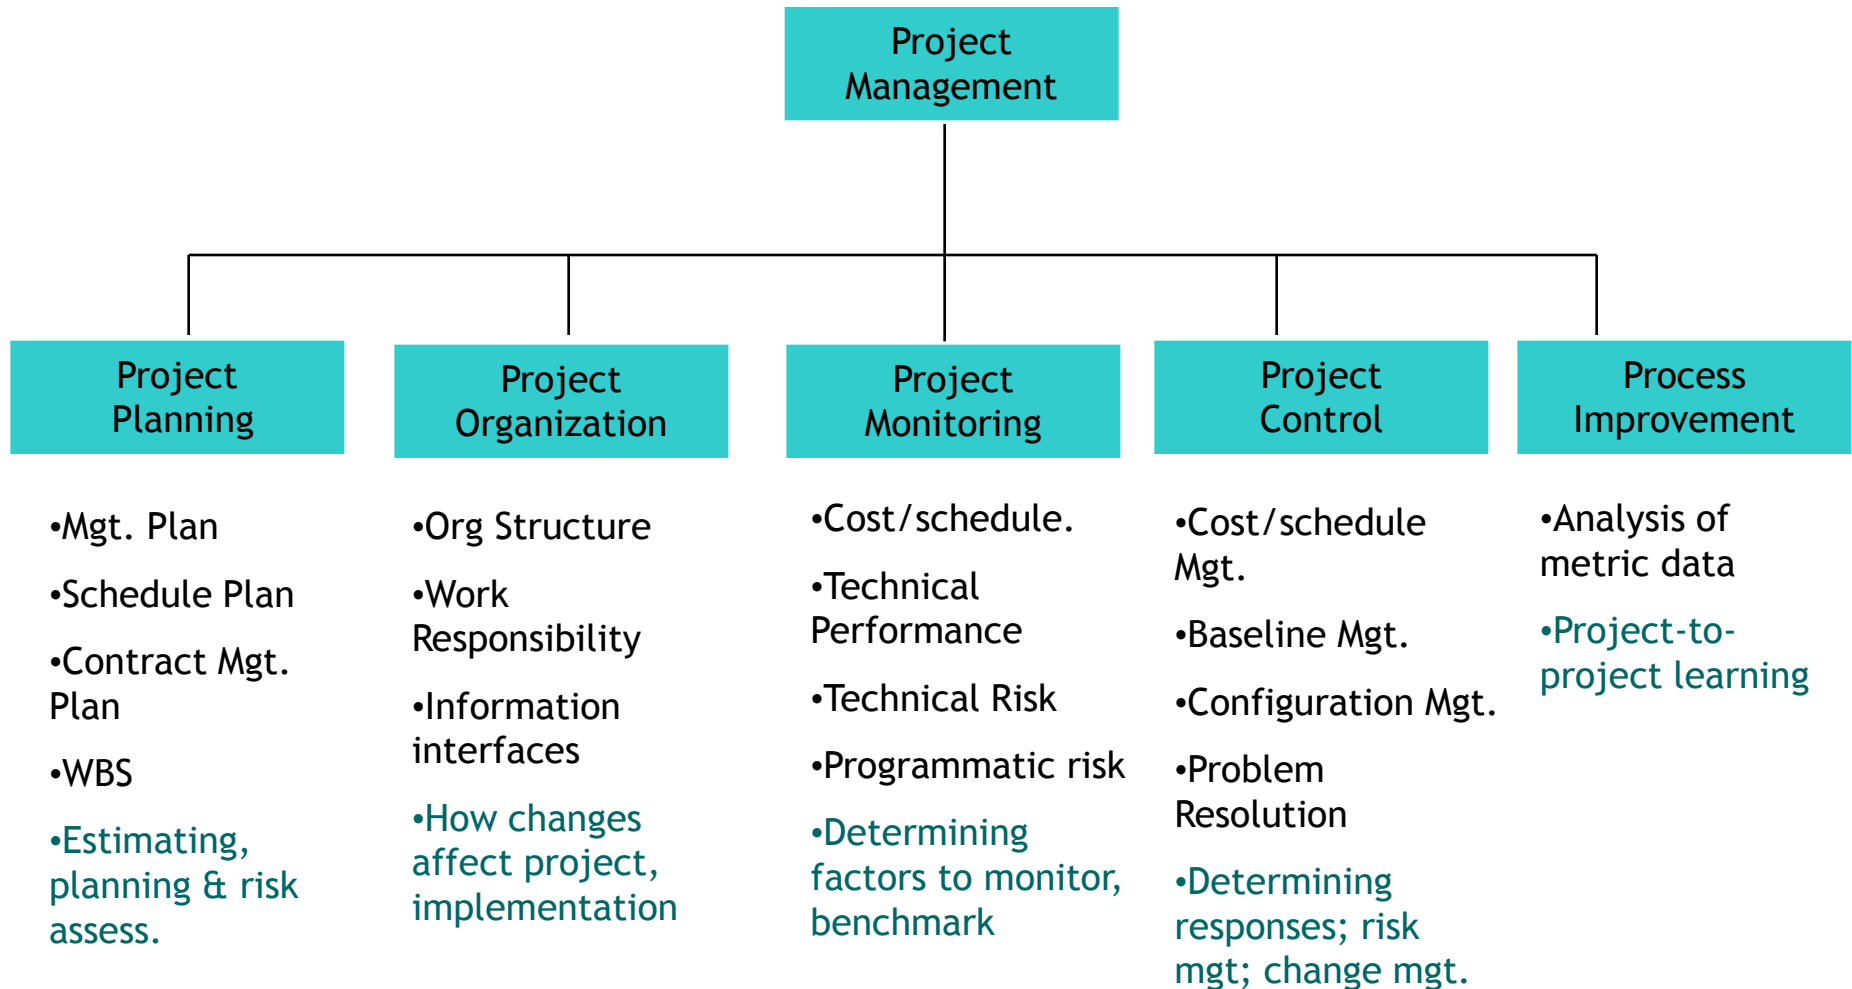 Project
Management
Project
Planning
Project
Organization
Project
Monitoring
Project
Control
Process
Improvement
•Mgt. Plan
•Schedule Plan
•Contract Mgt.
Plan
•WBS
•Estimating,
planning & risk
assess.
•Org Structure
•Work
Responsibility
•Information
interfaces
•How changes
affect project,
implementation
•Cost/schedule.
•Technical
Performance
•Technical Risk
•Programmatic risk
•Determining
factors to monitor,
benchmark
•Cost/schedule
Mgt.
•Baseline Mgt.
•Configuration Mgt.
•Problem
Resolution
•Determining
responses; risk
mgt; change mgt.
•Analysis of
metric data
•Project-to-
project learning